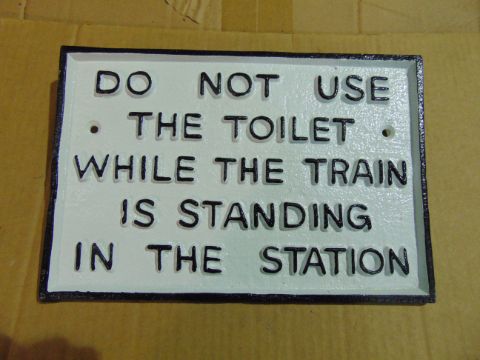 DO NOT USE
THE TOILET
WHILE THE TRAIN
IS STANDING
IN THE STATION